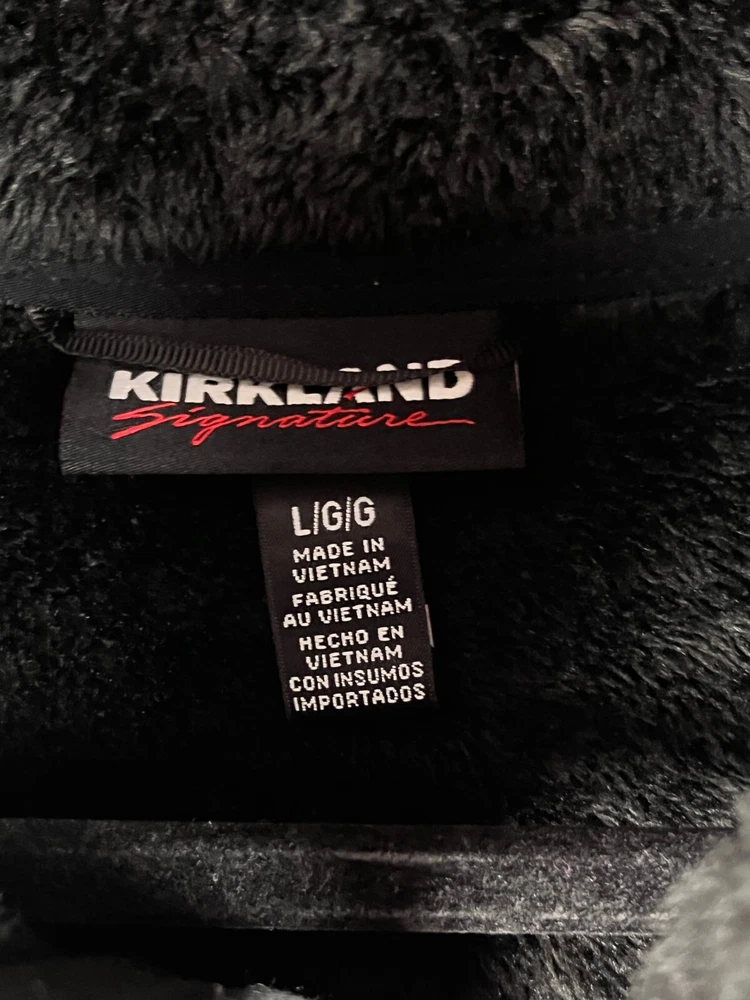 KIRKLAND
Signature
L/G/G
MADE IN
VIETNAM
FABRIQUÉ
AU VIETNAM
HECHO EN
VIETNAM
CON INSUMOS
IMPORTADOS